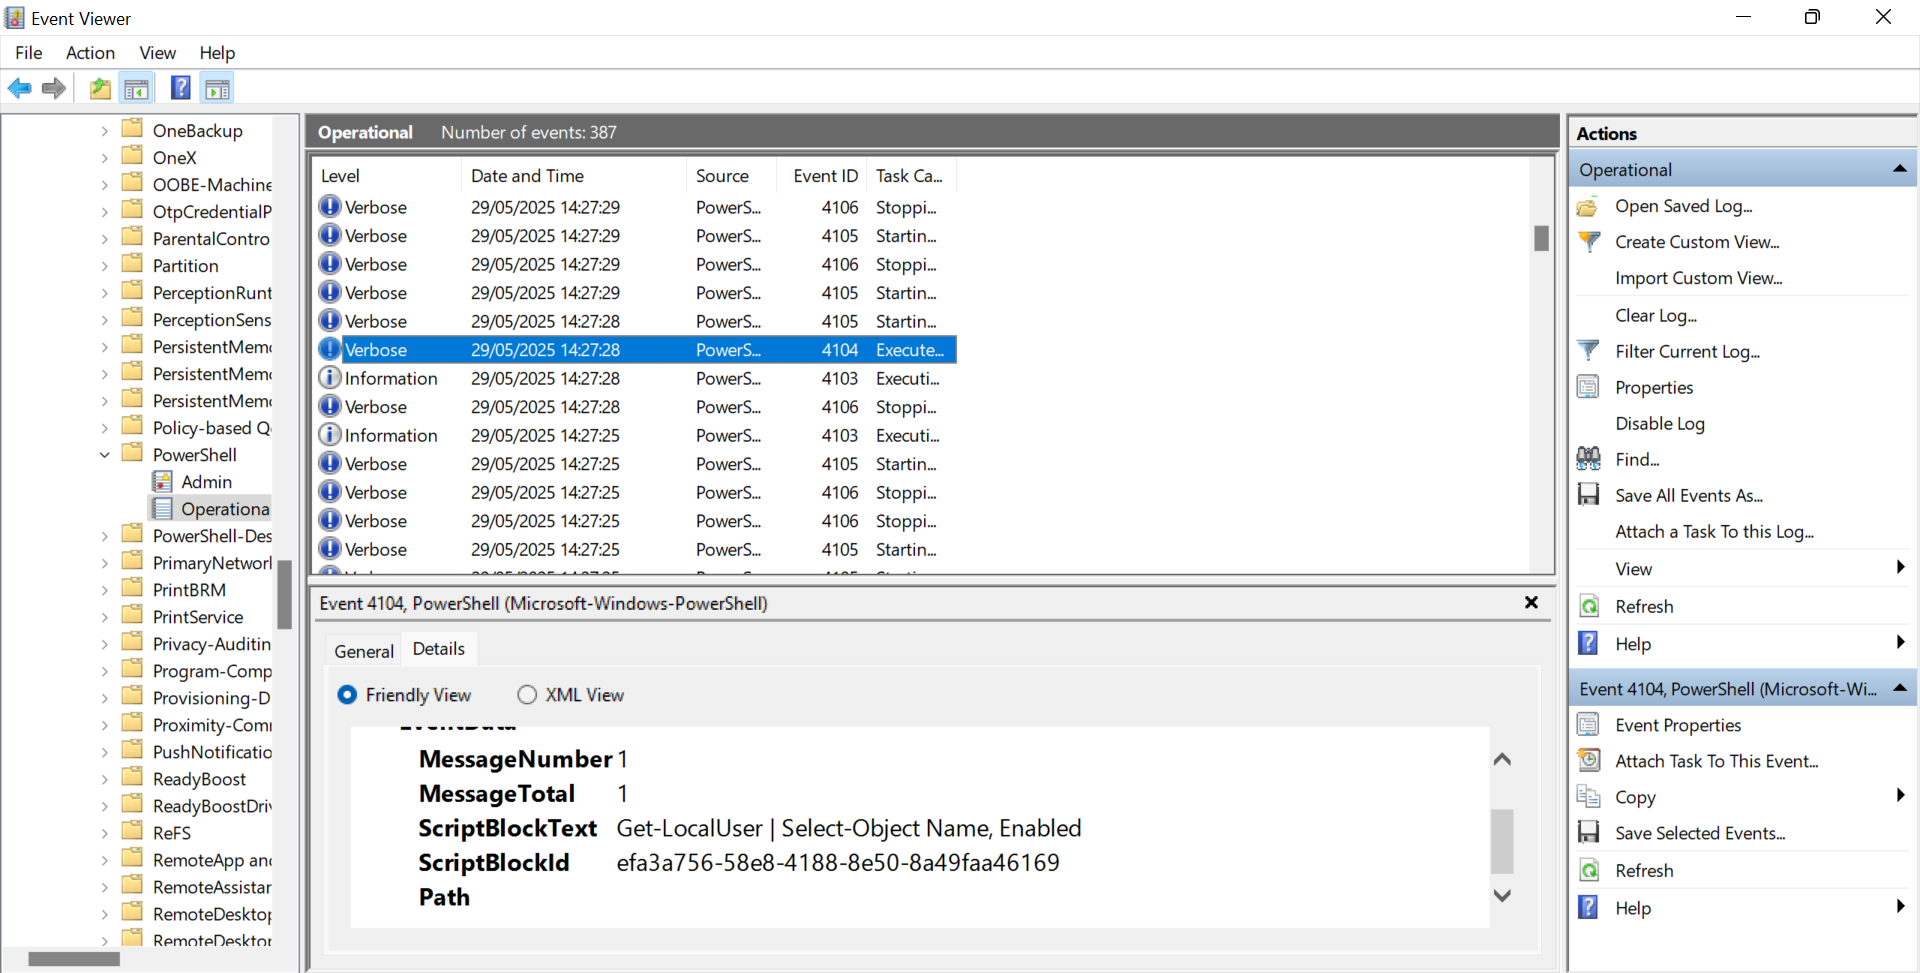 Event Viewer
File Action View Help
OneBackup
OneX
OOBE-Machine
OtpCredentialP
ParentalContro
Partition
PerceptionRunt
PerceptionSens
PersistentMem
PersistentMem
PersistentMem
Policy-based Q
PowerShell
Admin
Operationa
PowerShell-Des
PrimaryNetwor
PrintBRM
PrintService
Privacy-Auditin
Program-Comp
Provisioning-D
Proximity-Com
PushNotificatio
ReadyBoost
ReadyBoostDri
ReFS
RemoteApp an
RemoteAssistar
RemoteDesktop
RemoteDesktop
Operational Number of events: 387
Level Date and Time Source Event ID Task Ca...
Verbose 29/05/2025 14:27:29 PowerS... 4106 Stoppi...
Verbose 29/05/2025 14:27:29 PowerS... 4105 Startin...
Verbose 29/05/2025 14:27:29 PowerS... 4106 Stoppi...
Verbose 29/05/2025 14:27:29 PowerS... 4105 Startin...
Verbose 29/05/2025 14:27:28 PowerS... 4105 Startin...
Verbose 29/05/2025 14:27:28 PowerS... 4104 Execute...
Information 29/05/2025 14:27:28 PowerS... 4103 Executi...
Verbose 29/05/2025 14:27:28 PowerS... 4106 Stoppi...
Information 29/05/2025 14:27:25 PowerS... 4103 Executi...
Verbose 29/05/2025 14:27:25 PowerS... 4105 Startin...
Verbose 29/05/2025 14:27:25 PowerS... 4106 Stoppi...
Verbose 29/05/2025 14:27:25 PowerS... 4106 Stoppi...
Verbose 29/05/2025 14:27:25 PowerS... 4105 Startin...
Event 4104, PowerShell (Microsoft-Windows-PowerShell)
General Details
Friendly View XML View
EventData
MessageNumber 1
MessageTotal 1
ScriptBlockText Get-LocalUser | Select-Object Name, Enabled
ScriptBlockId efa3a756-58e8-4188-8e50-8a49faa46169
Path
Actions
Operational
Open Saved Log...
Create Custom View...
Import Custom View...
Clear Log...
Filter Current Log...
Properties
Disable Log
Find...
Save All Events As...
Attach a Task To this Log...
View
Refresh
Help
Event 4104, PowerShell (Microsoft-Wi...
Event Properties
Attach Task To This Event...
Copy
Save Selected Events...
Refresh
Help